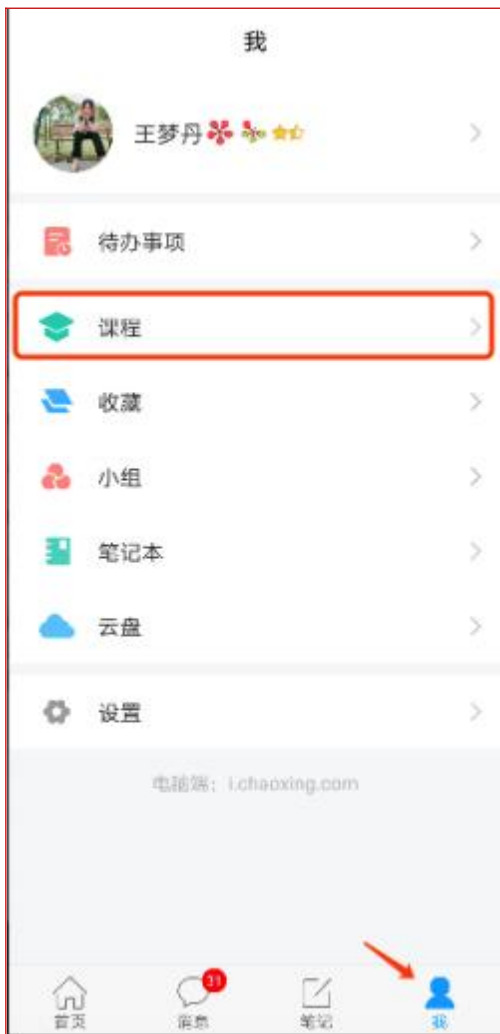 我
王梦丹
待办事项
课程
收藏
小组
笔记本
云盘
设置
电脑端：i.chaoxing.com
31
首页
消息
笔记
我